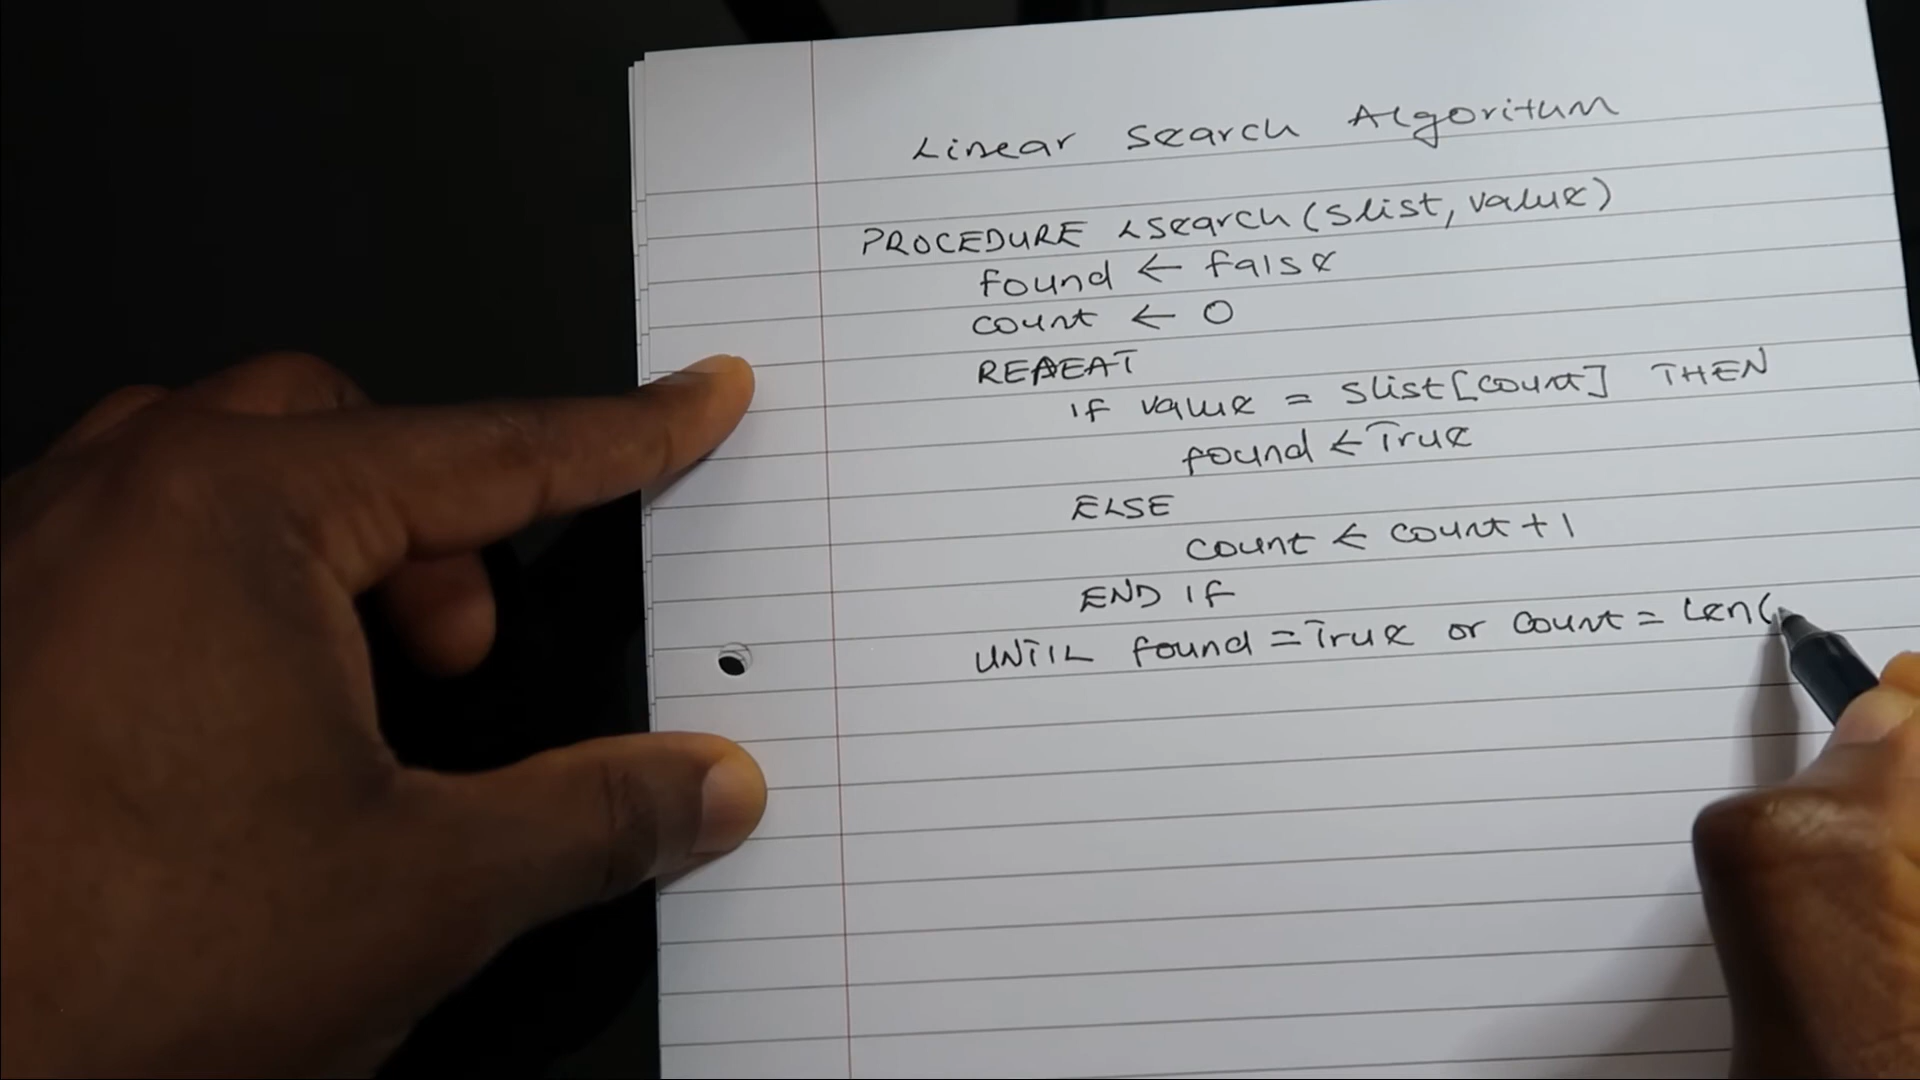 Linear Search Algoritum
PROCEDURE Lsearch(Slist, value)
found ← false
count ← 0
REPEAT
IF value = Slist[count] THEN
found ← True
ELSE
count ← count + 1
END IF
UNTIL found = True or count = Len(